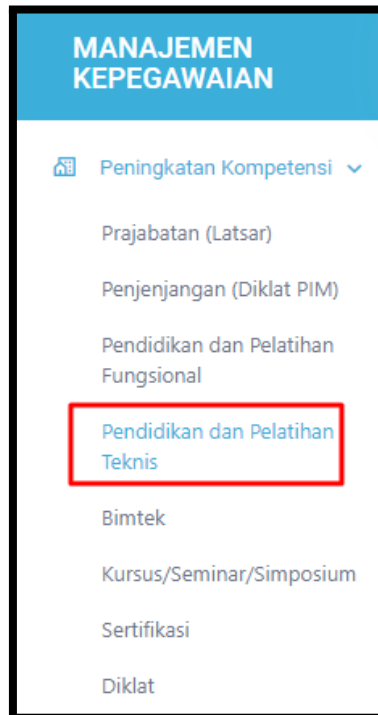 MANAJEMEN
KEPEGAWAIAN
Peningkatan Kompetensi
Prajabatan (Latsar)
Penjenjangan (Diklat PIM)
Pendidikan dan Pelatihan
Fungsional
Pendidikan dan Pelatihan
Teknis
Bimtek
Kursus/Seminar/Simposium
Sertifikasi
Diklat